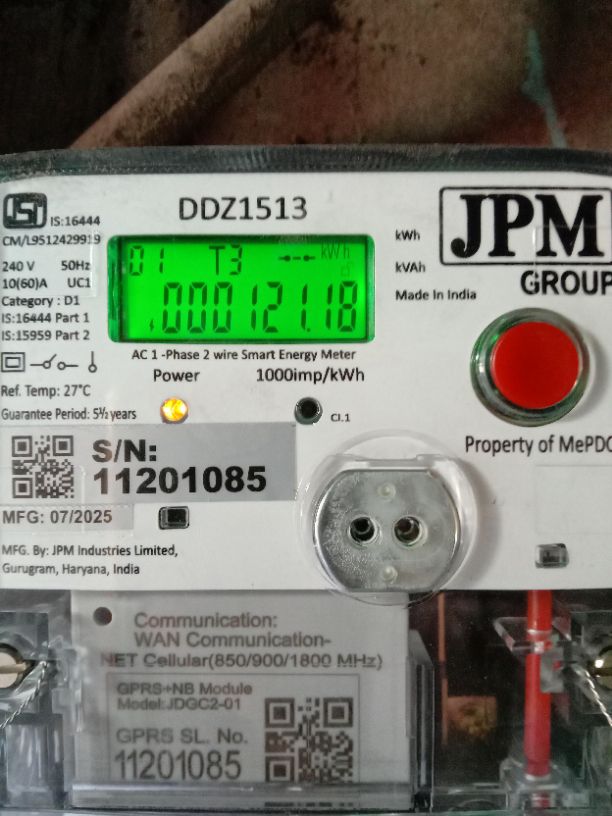 ISI IS:16444
CM/L9512429919
240 V 50Hz
10(60)A UC1
Category : D1
IS:16444 Part 1
IS:15959 Part 2
Ref. Temp: 27°C
Guarantee Period: 5½ years
DDZ1513
01 T3 kWh
000121.18
AC 1 -Phase 2 wire Smart Energy Meter
Power 1000imp/kWh
Cl.1
kWh
kVAh
Made In India
JPM
GROUP
Property of MePDC
S/N:
11201085
MFG: 07/2025
MFG. By: JPM Industries Limited,
Gurugram, Haryana, India
Communication:
WAN Communication-
NET Cellular(850/900/1800 MHz)
GPRS+NB Module
Model:JDGC2-01
GPRS SL. No.
11201085